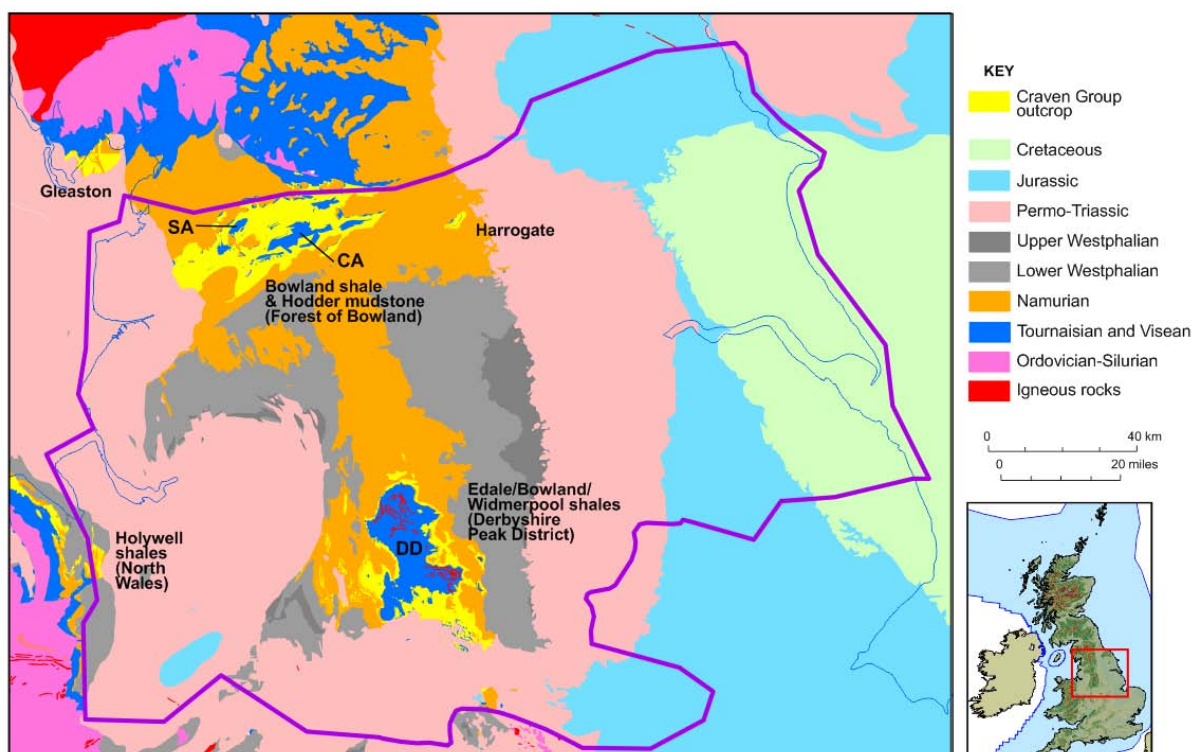 Gleaston
SA
CA
Harrogate
Bowland shale
& Hodder mudstone
(Forest of Bowland)
Edale/Bowland/
Widmerpool shales
(Derbyshire
Peak District)
DD
Holywell
shales
(North
Wales)
KEY
Craven Group
outcrop
Cretaceous
Jurassic
Permo-Triassic
Upper Westphalian
Lower Westphalian
Namurian
Tournaisian and Visean
Ordovician-Silurian
Igneous rocks
0 40 km
0 20 miles